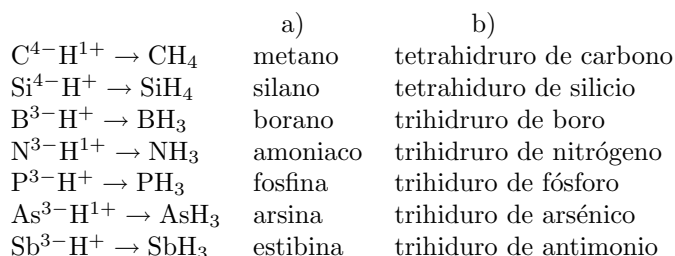 a) b)
C⁴⁻H¹⁺ → CH₄ metano tetrahidruro de carbono
Si⁴⁻H⁺ → SiH₄ silano tetrahiduro de silicio
B³⁻H⁺ → BH₃ borano trihidruro de boro
N³⁻H¹⁺ → NH₃ amoniaco trihidruro de nitrógeno
P³⁻H⁺ → PH₃ fosfina trihiduro de fósforo
As³⁻H¹⁺ → AsH₃ arsina trihiduro de arsénico
Sb³⁻H⁺ → SbH₃ estibina trihiduro de antimonio